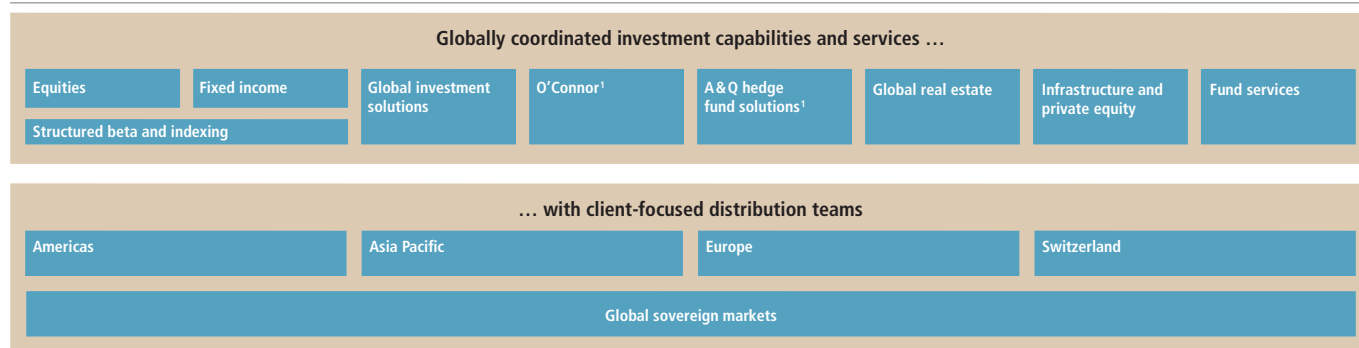 Globally coordinated investment capabilities and services …
Equities
Fixed income
Structured beta and indexing
Global investment
solutions
O’Connor¹
A&Q hedge
fund solutions¹
Global real estate
Infrastructure and
private equity
Fund services
… with client-focused distribution teams
Americas
Asia Pacific
Europe
Switzerland
Global sovereign markets